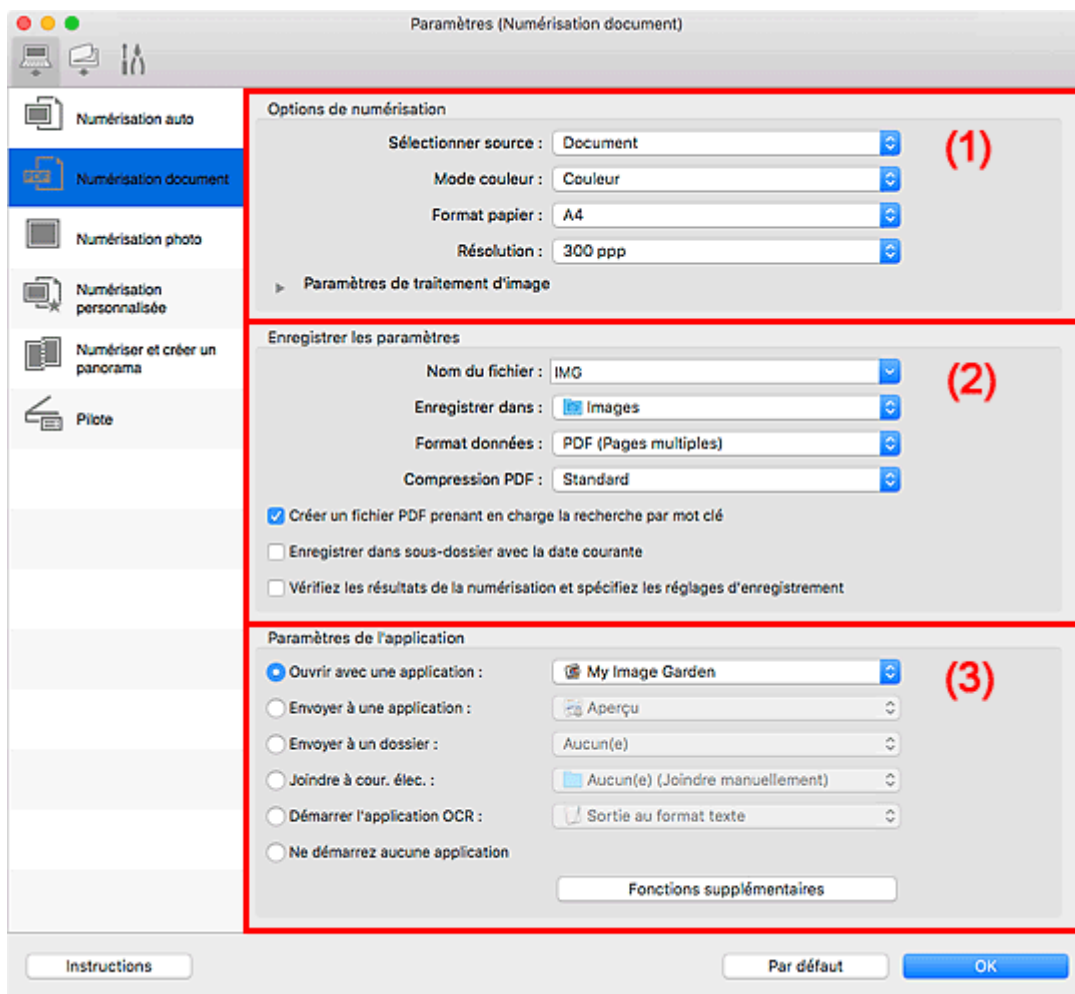 Paramètres (Numérisation document)
Numérisation auto
PDF
Numérisation document
Numérisation photo
Numérisation
personnalisée
Numériser et créer un
panorama
Pilote
Options de numérisation
(1)
Sélectionner source : Document
Mode couleur : Couleur
Format papier : A4
Résolution : 300 ppp
Paramètres de traitement d'image
Enregistrer les paramètres
(2)
Nom du fichier : IMG
Enregistrer dans : Images
Format données : PDF (Pages multiples)
Compression PDF : Standard
Créer un fichier PDF prenant en charge la recherche par mot clé
Enregistrer dans sous-dossier avec la date courante
Vérifiez les résultats de la numérisation et spécifiez les réglages d'enregistrement
Paramètres de l'application
(3)
Ouvrir avec une application : My Image Garden
Envoyer à une application : Aperçu
Envoyer à un dossier : Aucun(e)
Joindre à cour. élec. : Aucun(e) (Joindre manuellement)
Démarrer l'application OCR : Sortie au format texte
Ne démarrez aucune application
Fonctions supplémentaires
Instructions
Par défaut
OK